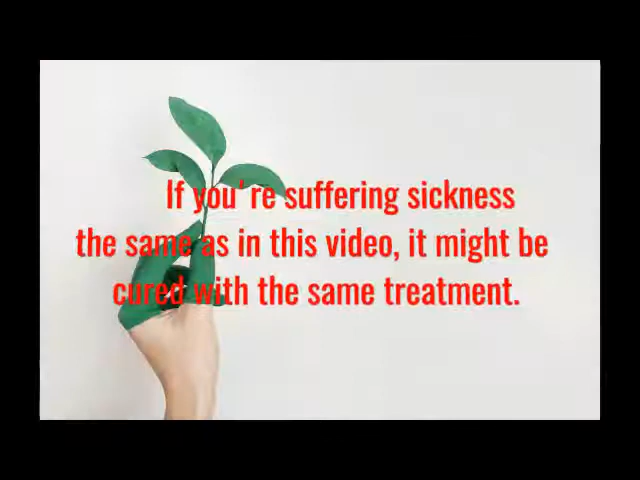 If you're suffering sickness
the same as in this video, it might be
cured with the same treatment.